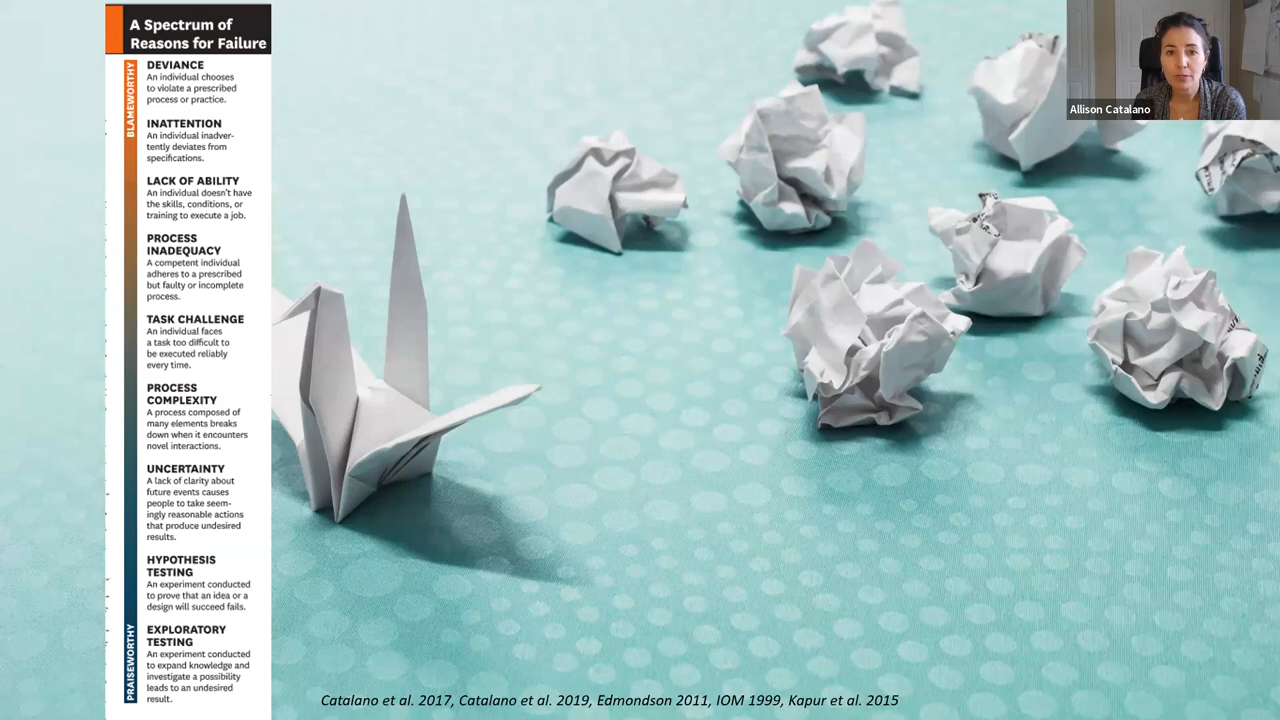 A Spectrum of
Reasons for Failure
BLAMEWORTHY
DEVIANCE
An individual chooses
to violate a prescribed
process or practice.
INATTENTION
An individual inadver-
tently deviates from
specifications.
LACK OF ABILITY
An individual doesn't have
the skills, conditions, or
training to execute a job.
PROCESS
INADEQUACY
A competent individual
adheres to a prescribed
but faulty or incomplete
process.
TASK CHALLENGE
An individual faces
a task too difficult to
be executed reliably
every time.
PROCESS
COMPLEXITY
A process composed of
many elements breaks
down when it encounters
novel interactions.
UNCERTAINTY
A lack of clarity about
future events causes
people to take seem-
ingly reasonable actions
that produce undesired
results.
HYPOTHESIS
TESTING
An experiment conducted
to prove that an idea or a
design will succeed fails.
EXPLORATORY
TESTING
An experiment conducted
to expand knowledge and
investigate a possibility
leads to an undesired
result.
PRAISEWORTHY
Allison Catalano
Catalano et al. 2017, Catalano et al. 2019, Edmondson 2011, IOM 1999, Kapur et al. 2015